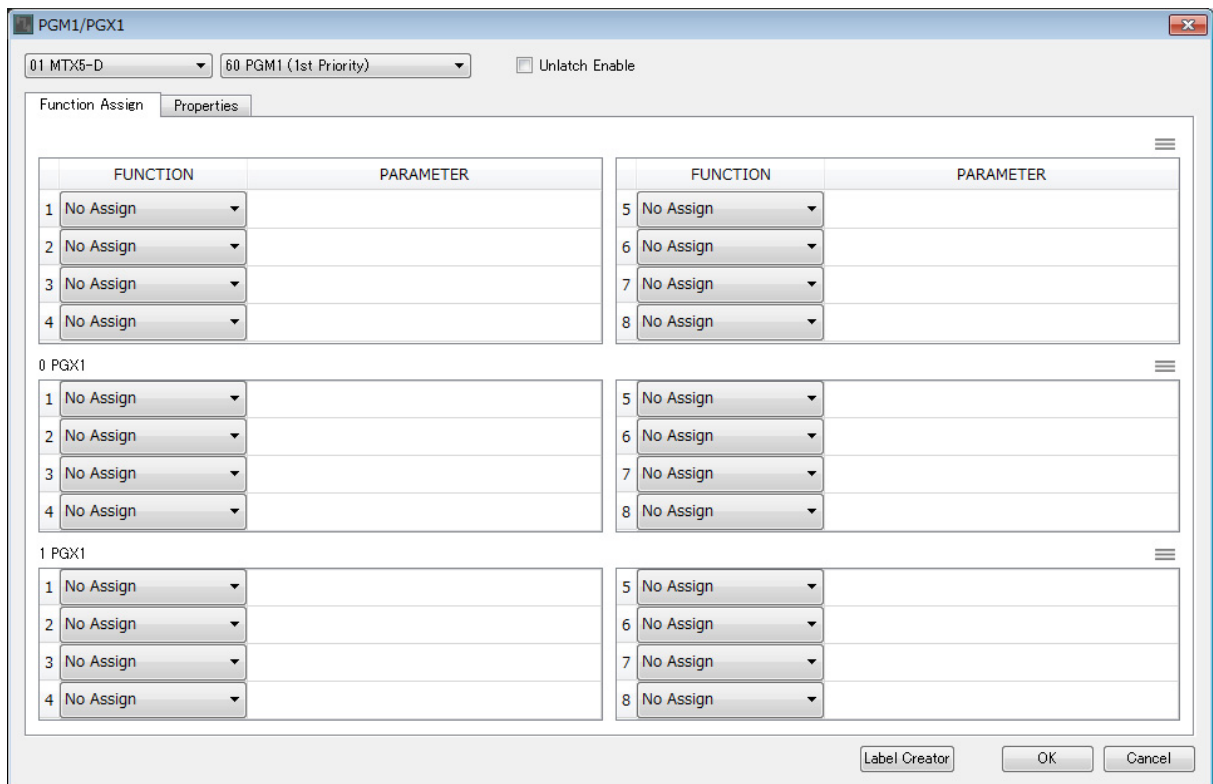 PGM1/PGX1
01 MTX5-D 60 PGM1 (1st Priority) Unlatch Enable
Function Assign Properties
FUNCTION PARAMETER FUNCTION PARAMETER
1 No Assign 5 No Assign
2 No Assign 6 No Assign
3 No Assign 7 No Assign
4 No Assign 8 No Assign
0 PGX1
1 No Assign 5 No Assign
2 No Assign 6 No Assign
3 No Assign 7 No Assign
4 No Assign 8 No Assign
1 PGX1
1 No Assign 5 No Assign
2 No Assign 6 No Assign
3 No Assign 7 No Assign
4 No Assign 8 No Assign
Label Creator OK Cancel